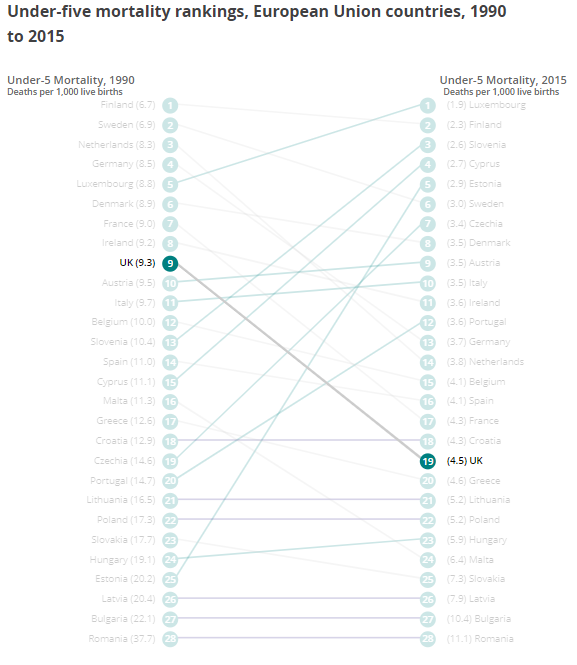 Under-five mortality rankings, European Union countries, 1990
to 2015
Under-5 Mortality, 1990
Deaths per 1,000 live births
Under-5 Mortality, 2015
Deaths per 1,000 live births
Finland (6.7) 1 1 (1.9) Luxembourg
Sweden (6.9) 2 2 (2.3) Finland
Netherlands (8.3) 3 3 (2.6) Slovenia
Germany (8.5) 4 4 (2.7) Cyprus
Luxembourg (8.8) 5 5 (2.9) Estonia
Denmark (8.9) 6 6 (3.0) Sweden
France (9.0) 7 7 (3.4) Czechia
Ireland (9.2) 8 8 (3.5) Denmark
UK (9.3) 9 9 (3.5) Austria
Austria (9.5) 10 10 (3.5) Italy
Italy (9.7) 11 11 (3.6) Ireland
Belgium (10.0) 12 12 (3.6) Portugal
Slovenia (10.4) 13 13 (3.7) Germany
Spain (11.0) 14 14 (3.8) Netherlands
Cyprus (11.1) 15 15 (4.1) Belgium
Malta (11.3) 16 16 (4.1) Spain
Greece (12.6) 17 17 (4.3) France
Croatia (12.9) 18 18 (4.3) Croatia
Czechia (14.6) 19 19 (4.5) UK
Portugal (14.7) 20 20 (4.6) Greece
Lithuania (16.5) 21 21 (5.2) Lithuania
Poland (17.3) 22 22 (5.2) Poland
Slovakia (17.7) 23 23 (5.9) Hungary
Hungary (19.1) 24 24 (6.4) Malta
Estonia (20.2) 25 25 (7.3) Slovakia
Latvia (20.4) 26 26 (7.9) Latvia
Bulgaria (22.1) 27 27 (10.4) Bulgaria
Romania (37.7) 28 28 (11.1) Romania